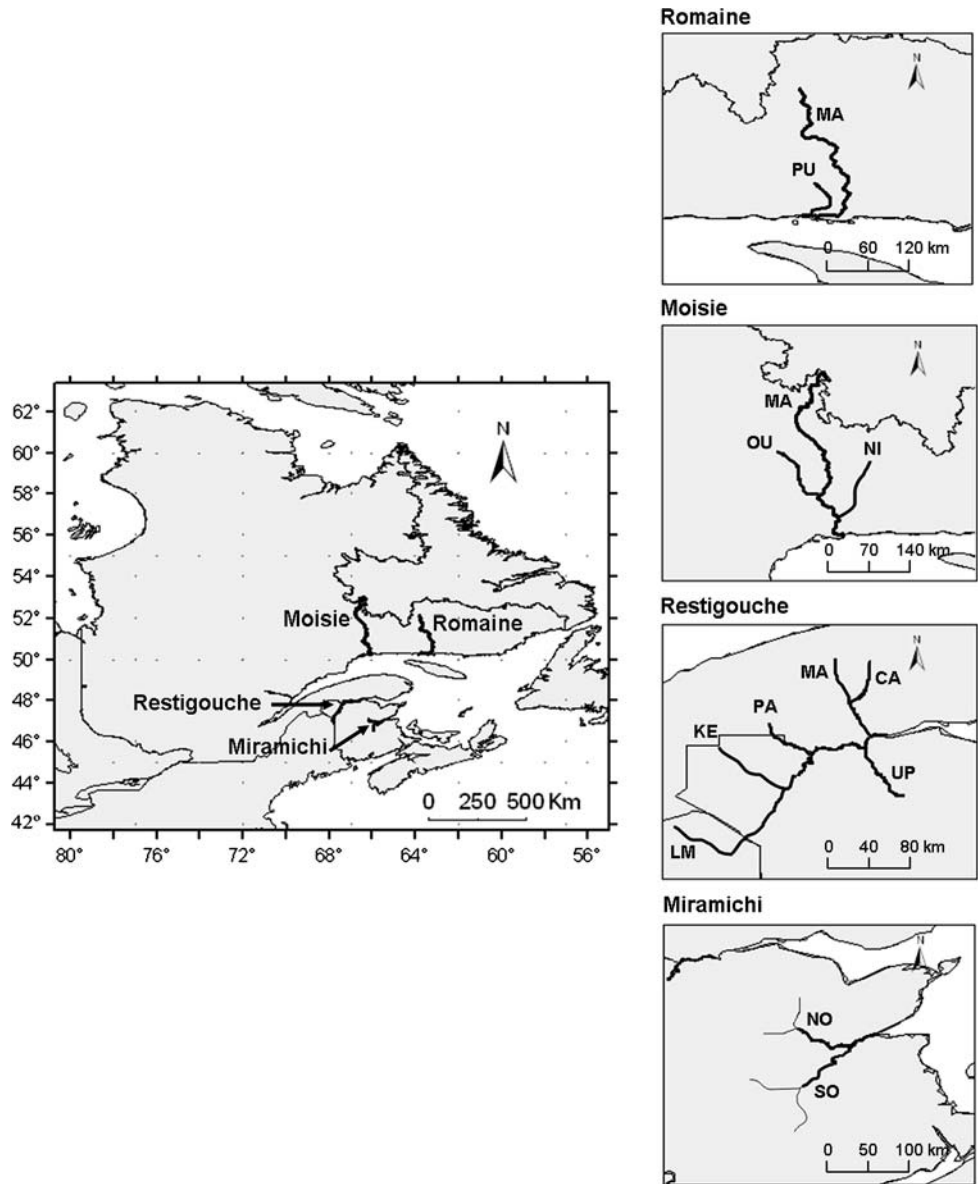 Romaine
N
MA
PU
0 60 120 km
Moisie
N
MA
OU
NI
0 70 140 km
Restigouche
N
MA
CA
PA
KE
UP
LM
0 40 80 km
Miramichi
N
NO
SO
0 50 100 km
62°
60°
58°
56°
54°
52°
50°
48°
46°
44°
42°
N
Moisie
Romaine
Restigouche
Miramichi
0 250 500 Km
80° 76° 72° 68° 64° 60° 56°